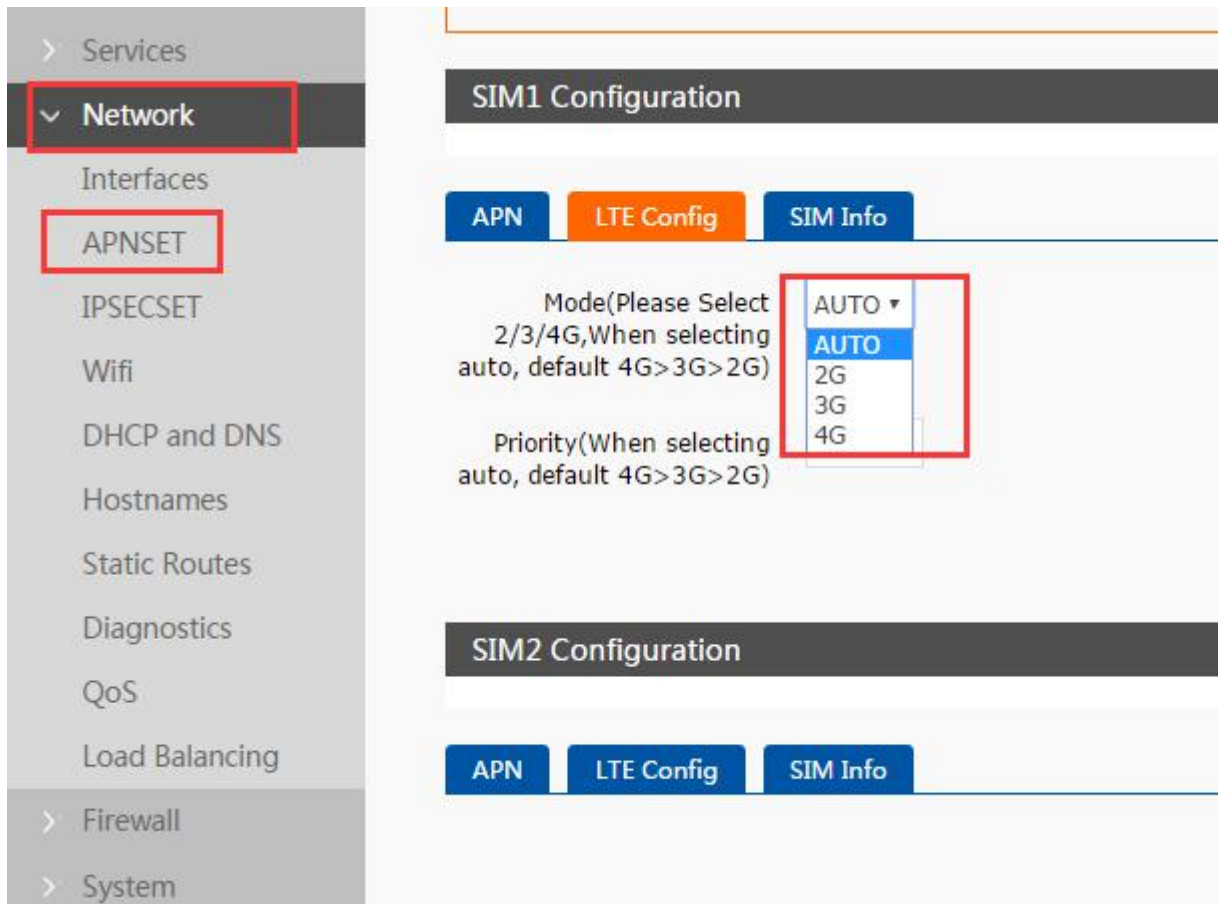 Services
Network
Interfaces
APNSET
IPSECSET
Wifi
DHCP and DNS
Hostnames
Static Routes
Diagnostics
QoS
Load Balancing
Firewall
System
SIM1 Configuration
APN
LTE Config
SIM Info
Mode(Please Select
2/3/4G,When selecting
auto, default 4G>3G>2G)
AUTO
AUTO
2G
3G
4G
Priority(When selecting
auto, default 4G>3G>2G)
SIM2 Configuration
APN
LTE Config
SIM Info